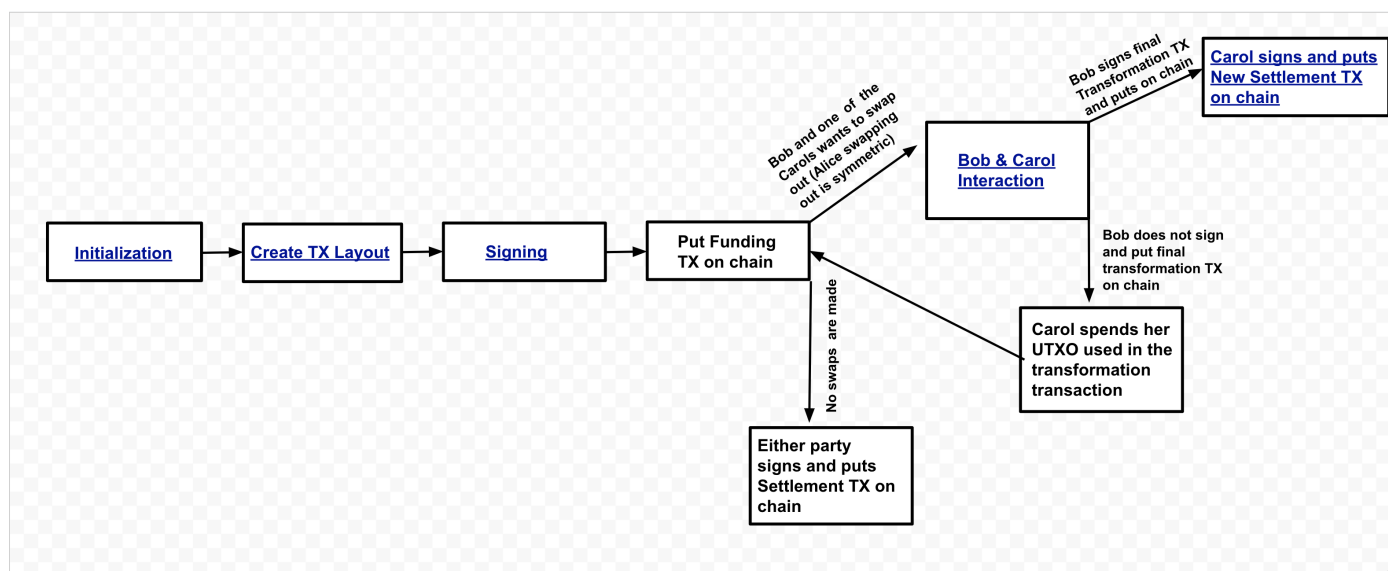 Initialization
Create TX Layout
Signing
Put Funding
TX on chain
Bob and one of the
Carols wants to swap
out (Alice swapping
out is symmetric)
Bob & Carol
Interaction
Bob signs final
Transformation TX
and puts on chain
Carol signs and puts
New Settlement TX
on chain
Bob does not sign
and put final
transformation TX
on chain
Carol spends her
UTXO used in the
transformation
transaction
No swaps are made
Either party
signs and puts
Settlement TX on
chain